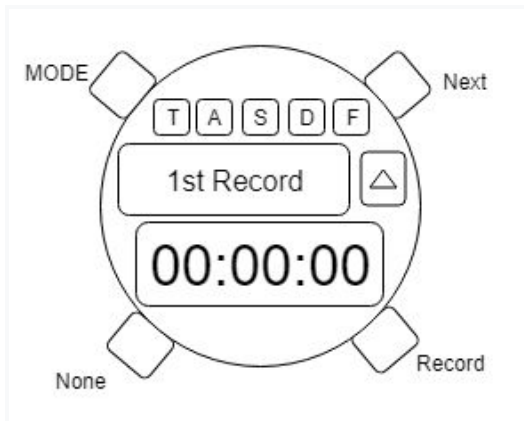 MODE
Next
T A S D F
1st Record
00:00:00
None
Record